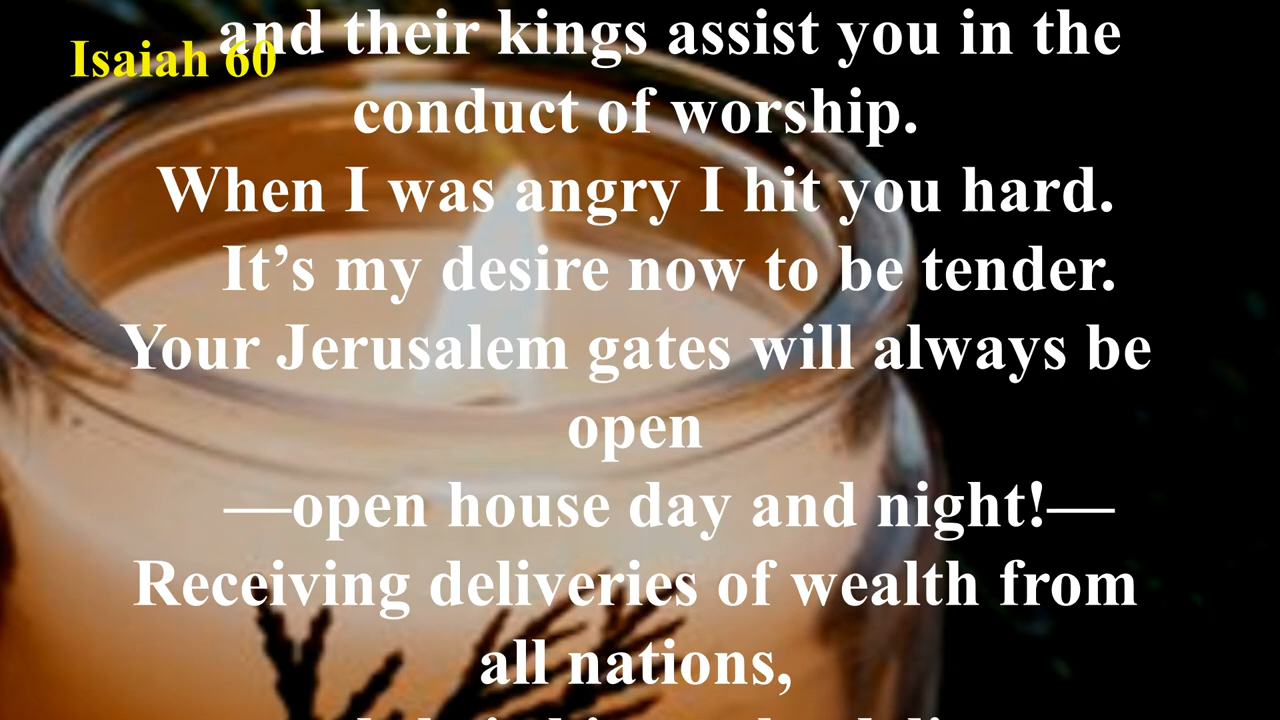 Isaiah 60
and their kings assist you in the
conduct of worship.
When I was angry I hit you hard.
It’s my desire now to be tender.
Your Jerusalem gates will always be
open
—open house day and night!—
Receiving deliveries of wealth from
all nations,